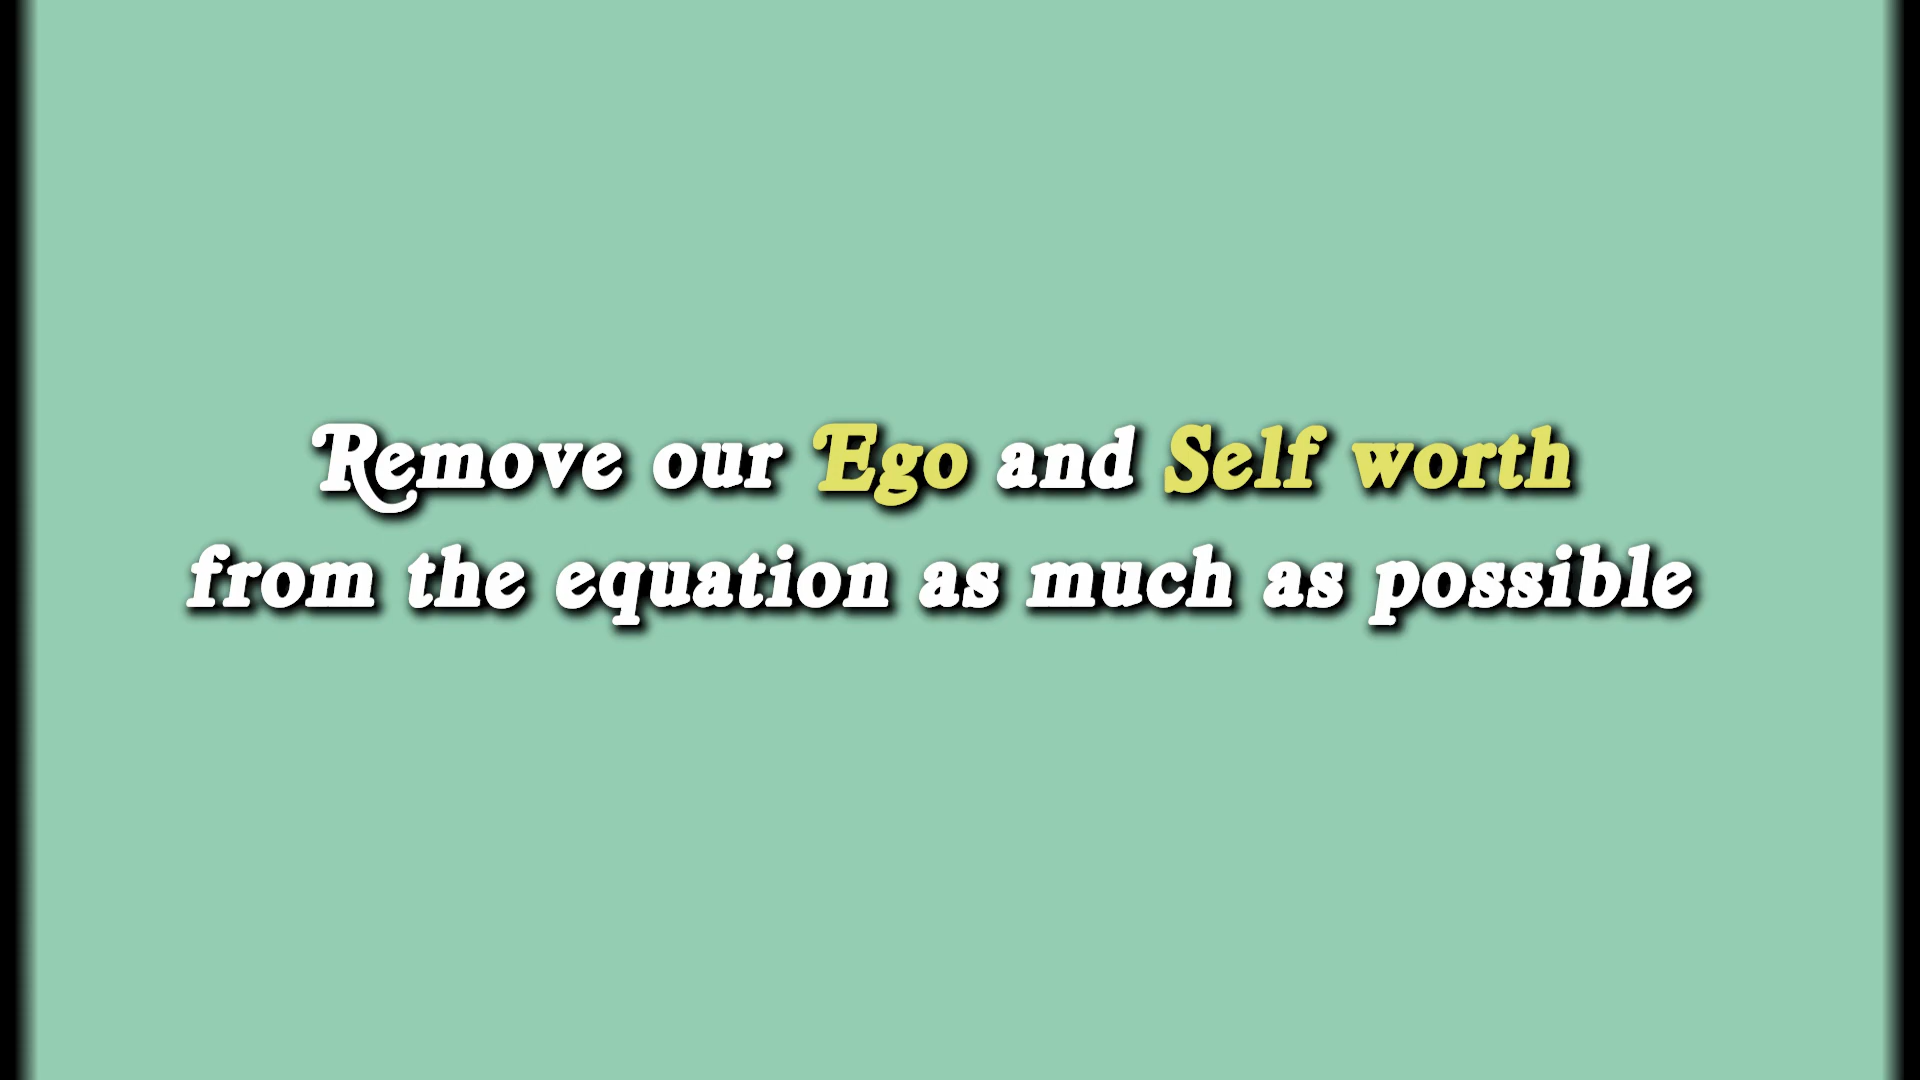 Remove our Ego and Self worth
from the equation as much as possible